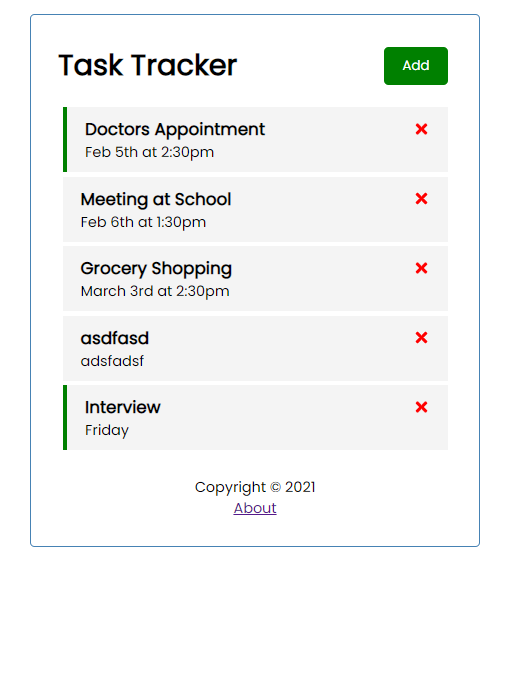 Task Tracker
Add
Doctors Appointment
Feb 5th at 2:30pm
Meeting at School
Feb 6th at 1:30pm
Grocery Shopping
March 3rd at 2:30pm
asdfasd
adsfadsf
Interview
Friday
Copyright © 2021
About